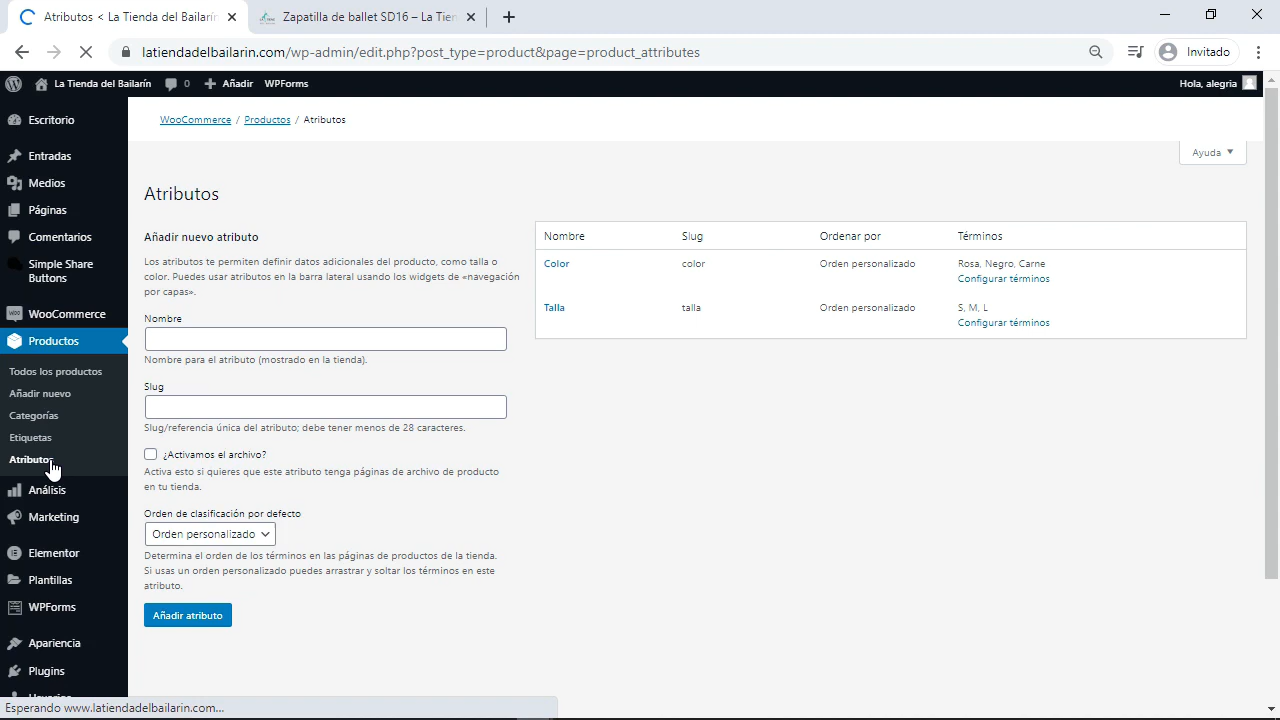 Atributos < La Tienda del Bailarín
Zapatilla de ballet SD16 – La Tien
latiendadelbailarin.com/wp-admin/edit.php?post_type=product&page=product_attributes
Invitado
La Tienda del Bailarín
0
Añadir
WPForms
Hola, alegria
Escritorio
Entradas
Medios
Páginas
Comentarios
Simple Share
Buttons
WooCommerce
Productos
Todos los productos
Añadir nuevo
Categorías
Etiquetas
Atributos
Análisis
Marketing
Elementor
Plantillas
WPForms
Apariencia
Plugins
Usuarios
WooCommerce / Productos / Atributos
Ayuda
Atributos
Añadir nuevo atributo
Los atributos te permiten definir datos adicionales del producto, como talla o
color. Puedes usar atributos en la barra lateral usando los widgets de «navegación
por capas».
Nombre
Nombre para el atributo (mostrado en la tienda).
Slug
Slug/referencia única del atributo; debe tener menos de 28 caracteres.
¿Activamos el archivo?
Activa esto si quieres que este atributo tenga páginas de archivo de producto
en tu tienda.
Orden de clasificación por defecto
Orden personalizado
Determina el orden de los términos en las páginas de productos de la tienda.
Si usas un orden personalizado puedes arrastrar y soltar los términos en este
atributo.
Añadir atributo
Nombre Slug Ordenar por Términos
Color color Orden personalizado Rosa, Negro, Carne
Configurar términos
Talla talla Orden personalizado S, M, L
Configurar términos
Esperando www.latiendadelbailarin.com...